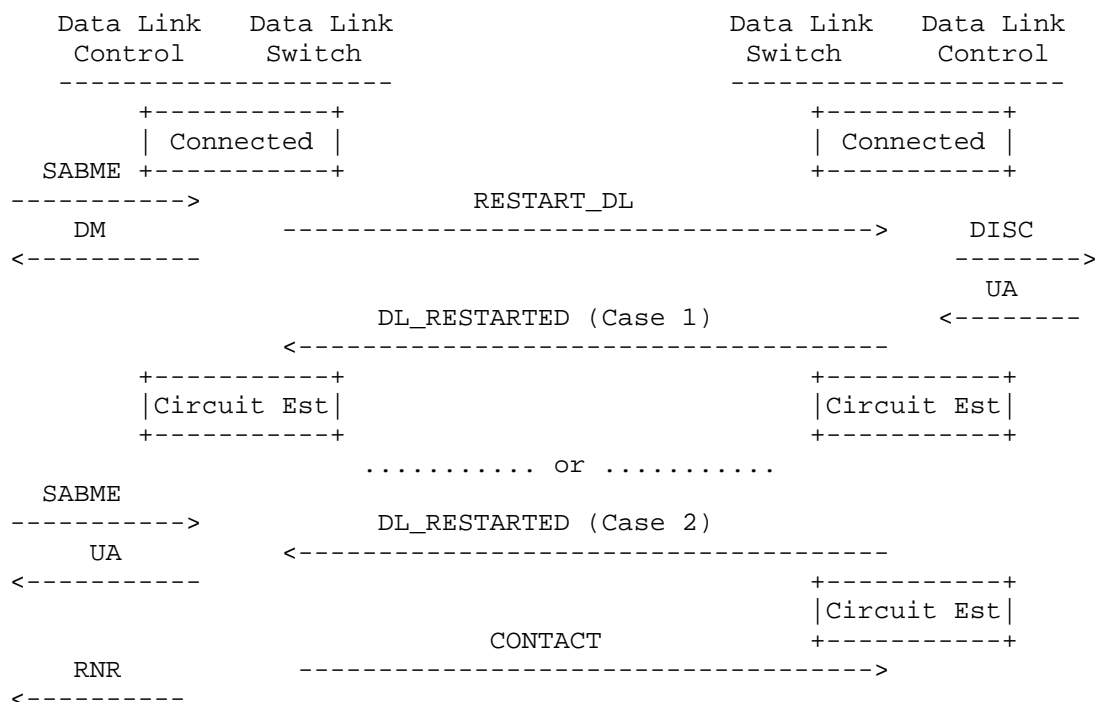 Data Link Data Link Data Link Data Link
Control Switch Switch Control
--------------------- ---------------------
+-----------+ +-----------+
| Connected | | Connected |
SABME +-----------+ +-----------+
-----------> RESTART_DL
DM -------------------------------------> DISC
<----------- -------->
UA
DL_RESTARTED (Case 1) <--------
<--------------------------------------
+-----------+ +-----------+
|Circuit Est| |Circuit Est|
+-----------+ +-----------+
........... or ...........
SABME
-----------> DL_RESTARTED (Case 2)
UA <--------------------------------------
<----------- +-----------+
|Circuit Est|
CONTACT +-----------+
RNR ------------------------------------>
<----------